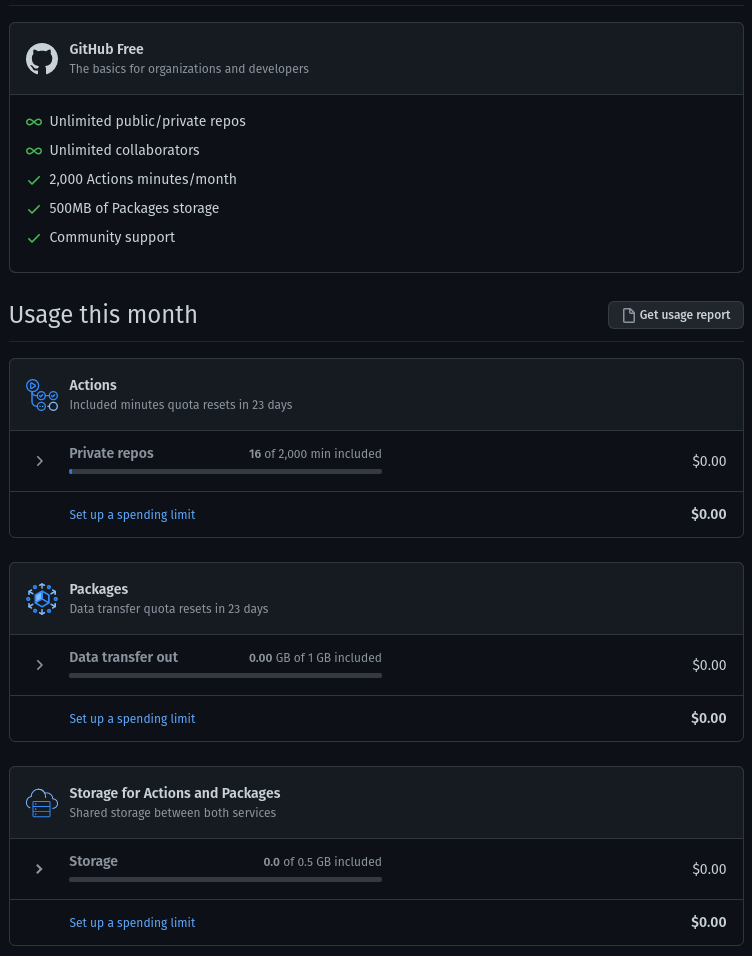 GitHub Free
The basics for organizations and developers
Unlimited public/private repos
Unlimited collaborators
2,000 Actions minutes/month
500MB of Packages storage
Community support
Usage this month
Get usage report
Actions
Included minutes quota resets in 23 days
Private repos
16 of 2,000 min included
$0.00
Set up a spending limit
$0.00
Packages
Data transfer quota resets in 23 days
Data transfer out
0.00 GB of 1 GB included
$0.00
Set up a spending limit
$0.00
Storage for Actions and Packages
Shared storage between both services
Storage
0.0 of 0.5 GB included
$0.00
Set up a spending limit
$0.00